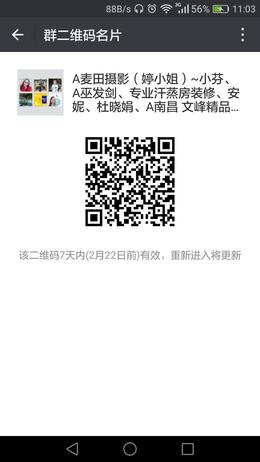 88B/s 3G 56% 11:03
群二维码名片
A麦田摄影（婷小姐）~小芬、
A巫发剑、专业汗蒸房装修、安
妮、杜晓娟、A南昌 文峰精品...
该二维码7天内(2月22日前)有效，重新进入将更新